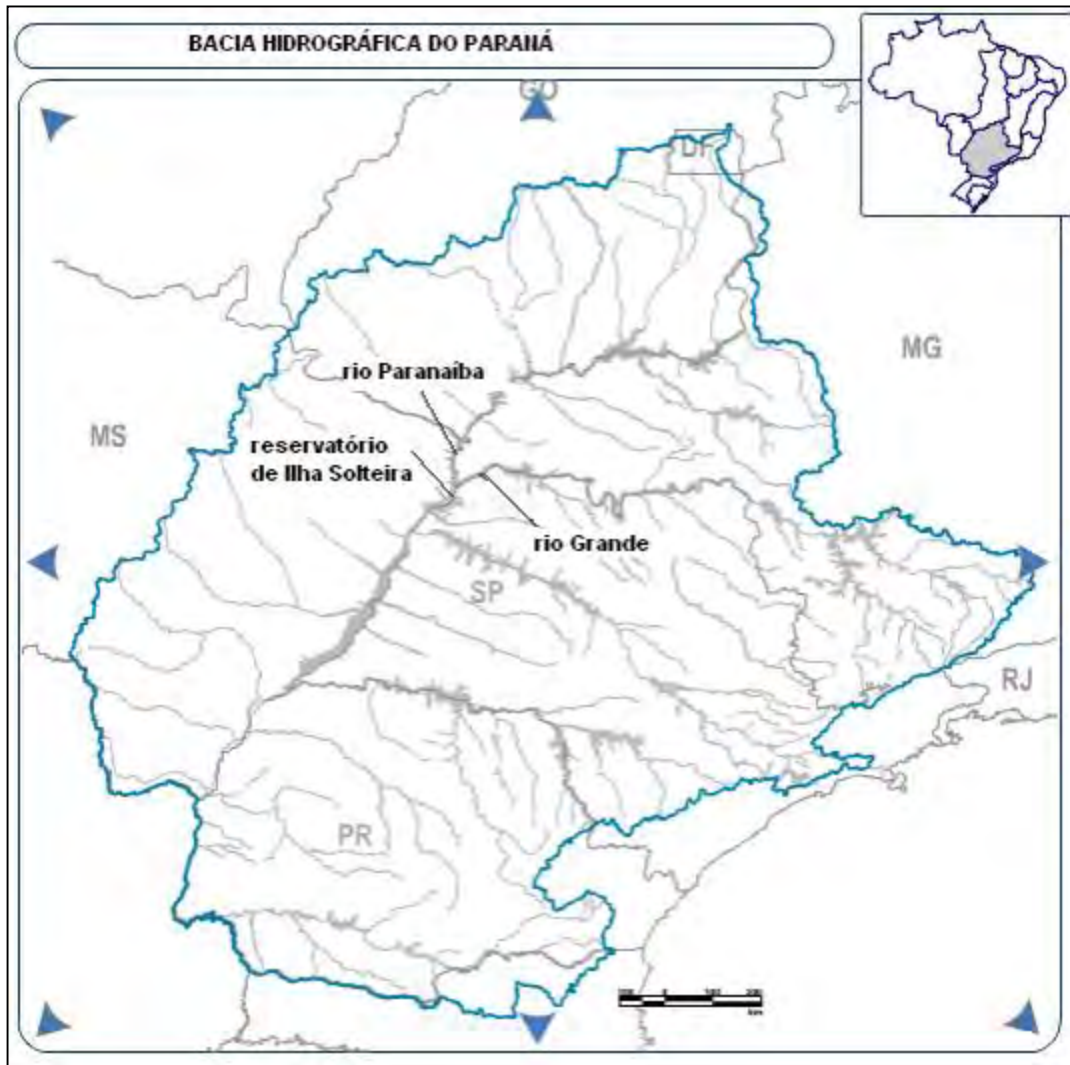 BACIA HIDROGRÁFICA DO PARANÁ
GO
DF
MG
rio Paranaíba
MS
reservatório
de Ilha Solteira
rio Grande
SP
RJ
PR
km